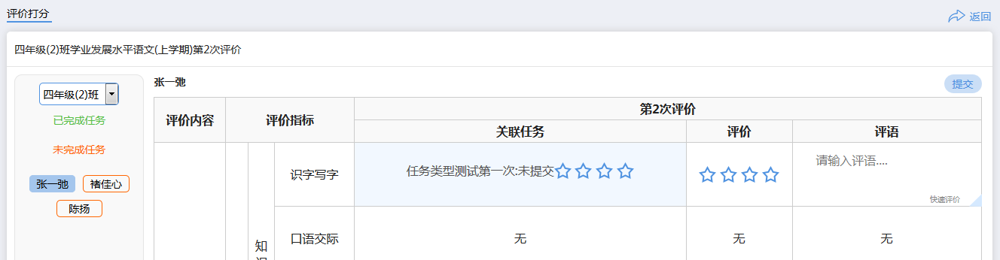 评价打分
返回
四年级(2)班学业发展水平语文(上学期)第2次评价
四年级(2)班
已完成任务
未完成任务
张一弛
禇佳心
陈扬
张一弛
提交
评价内容
评价指标
第2次评价
关联任务
评价
评语
识字写字
任务类型测试第一次:未提交
请输入评语....
快速评价
口语交际
无
无
无
知